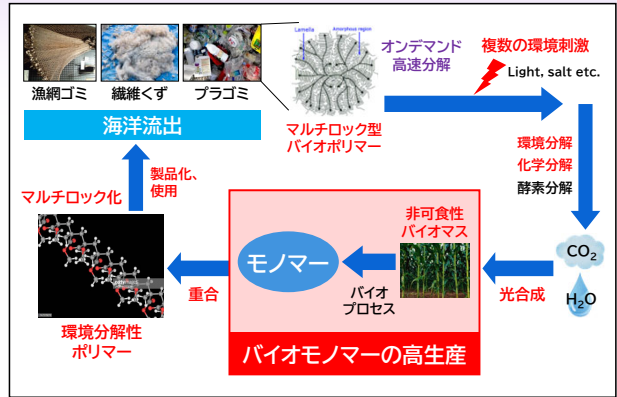 Lamella
Amorphous region
オンデマンド
高速分解
複数の環境刺激
Light, salt etc.
漁網ゴミ
繊維くず
プラゴミ
海洋流出
マルチロック型
バイオポリマー
環境分解
化学分解
酵素分解
製品化、
使用
マルチロック化
非可食性
バイオマス
モノマー
CO2
H2O
バイオ
プロセス
重合
光合成
環境分解性
ポリマー
バイオモノマーの高生産